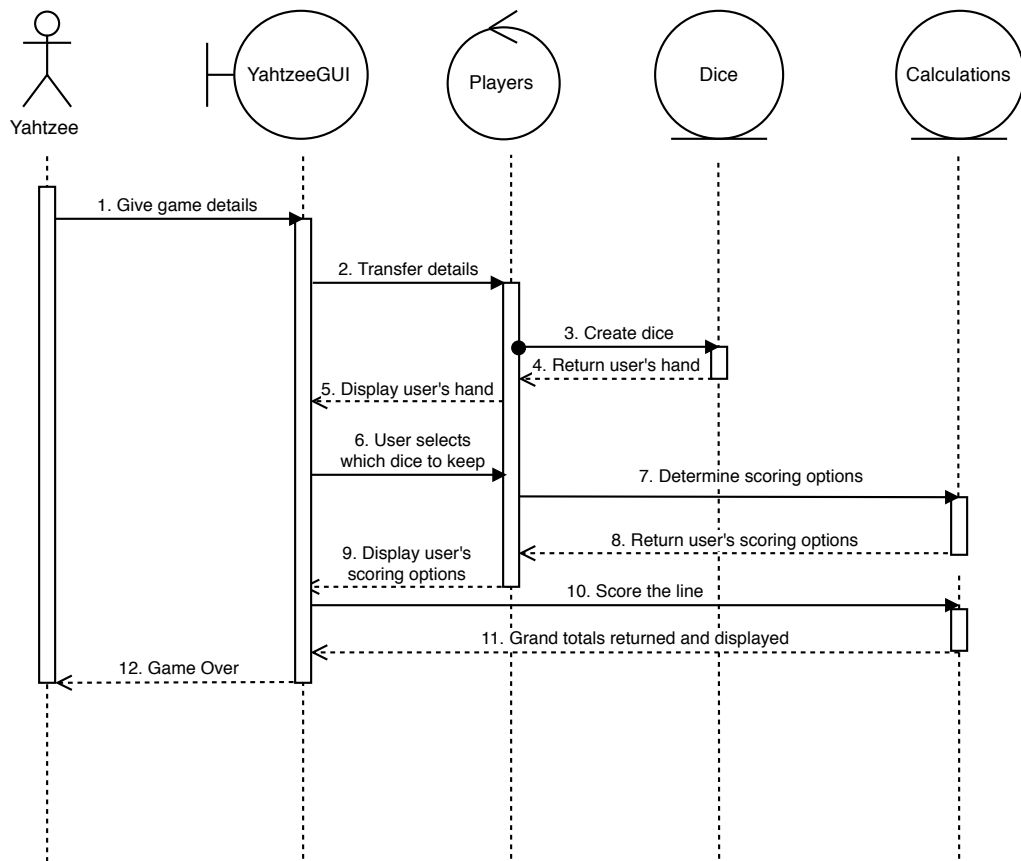 Yahtzee
YahtzeeGUI
Players
Dice
Calculations
1. Give game details
2. Transfer details
3. Create dice
4. Return user's hand
5. Display user's hand
6. User selects
which dice to keep
7. Determine scoring options
8. Return user's scoring options
9. Display user's
scoring options
10. Score the line
11. Grand totals returned and displayed
12. Game Over